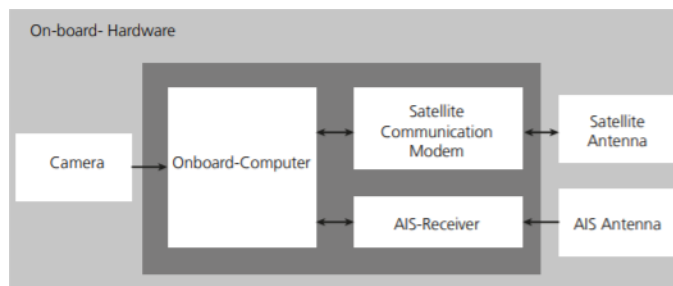 On-board- Hardware
Camera
Onboard-Computer
Satellite
Communication
Modem
AIS-Receiver
Satellite
Antenna
AIS Antenna